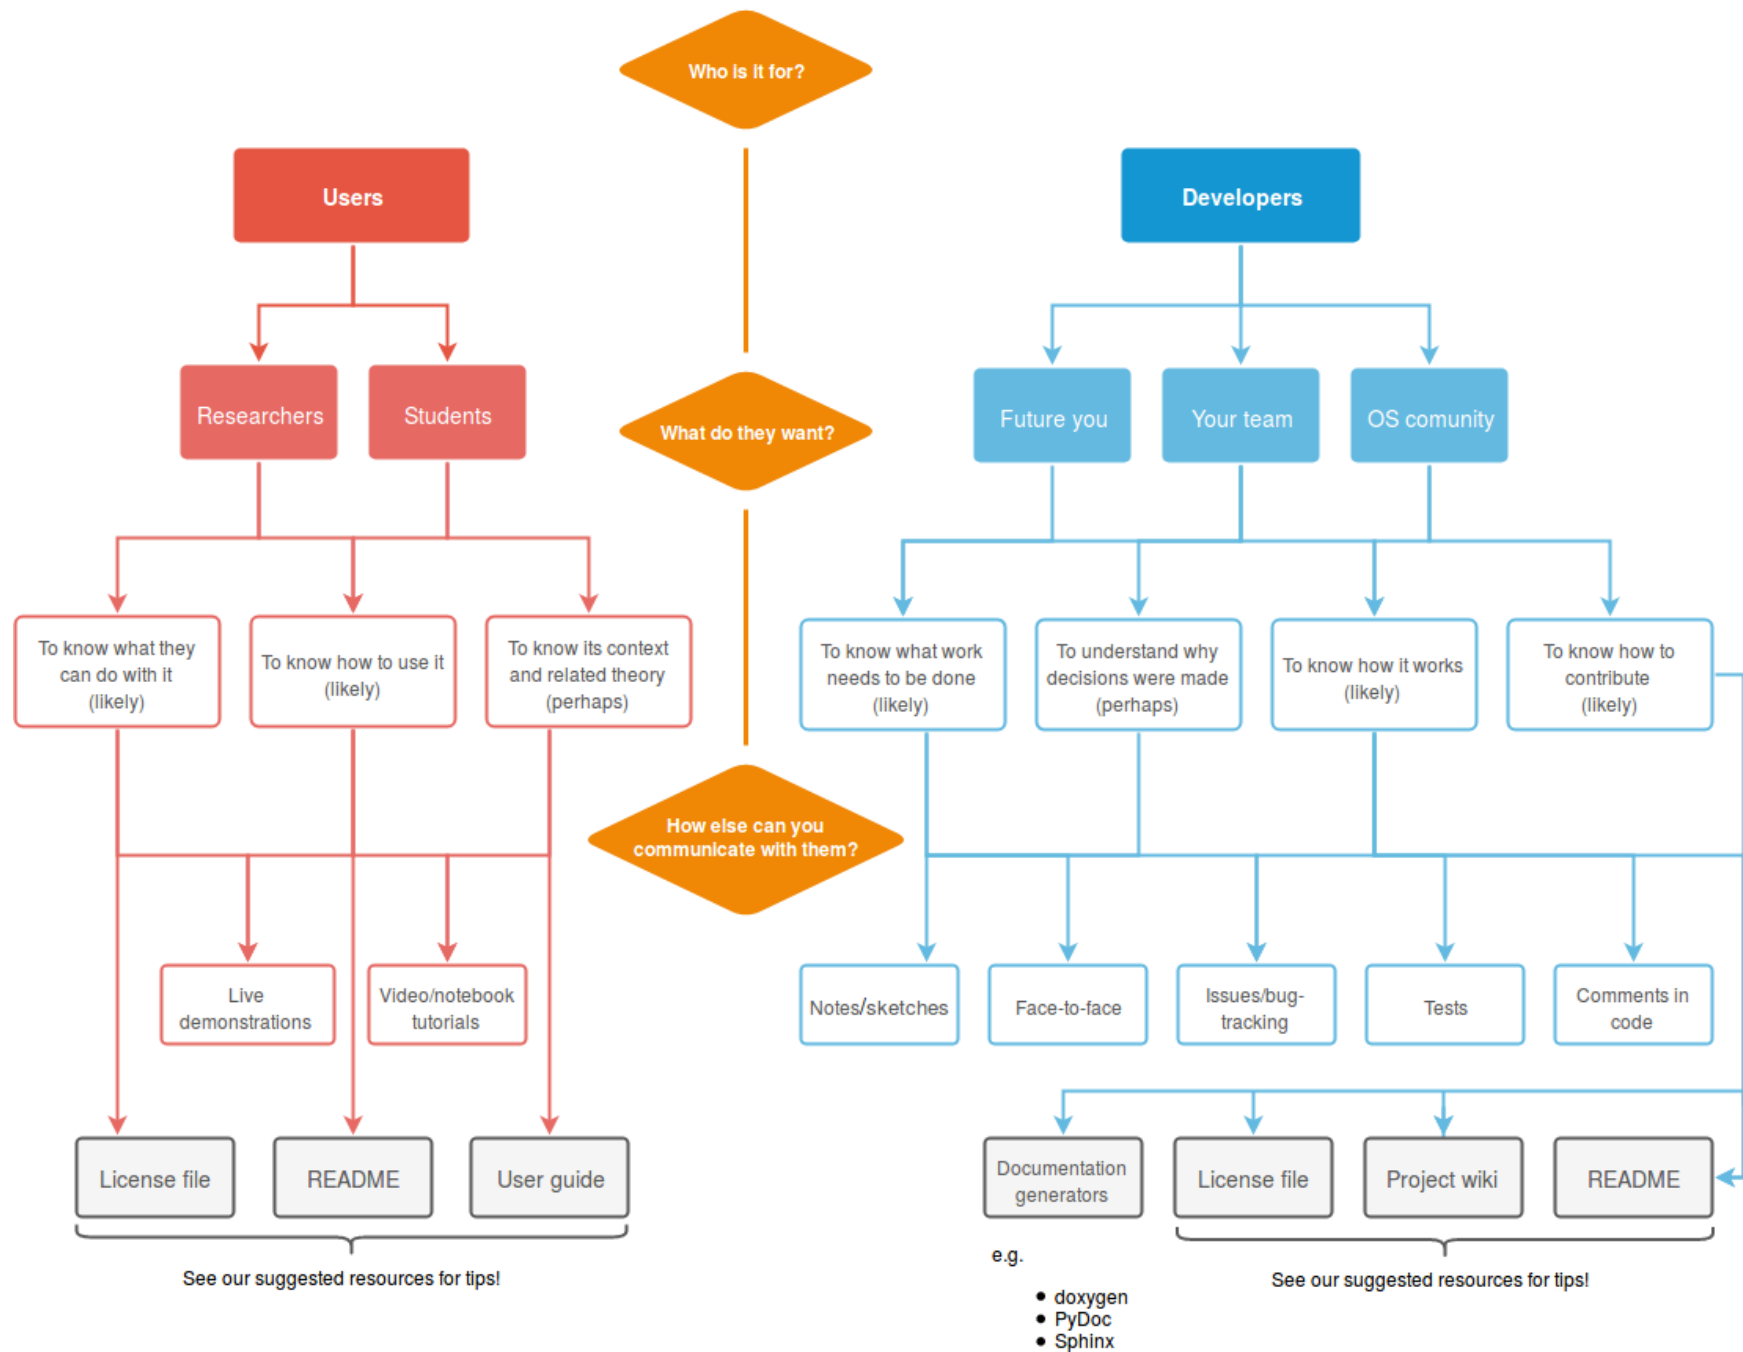 Who is it for?
Users
Developers
Researchers
Students
What do they want?
Future you
Your team
OS comunity
To know what they
can do with it
(likely)
To know how to use it
(likely)
To know its context
and related theory
(perhaps)
To know what work
needs to be done
(likely)
To understand why
decisions were made
(perhaps)
To know how it works
(likely)
To know how to
contribute
(likely)
How else can you
communicate with them?
Live
demonstrations
Video/notebook
tutorials
Notes/sketches
Face-to-face
Issues/bug-
tracking
Tests
Comments in
code
License file
README
User guide
Documentation
generators
License file
Project wiki
README
See our suggested resources for tips!
See our suggested resources for tips!
e.g.
● doxygen
● PyDoc
● Sphinx